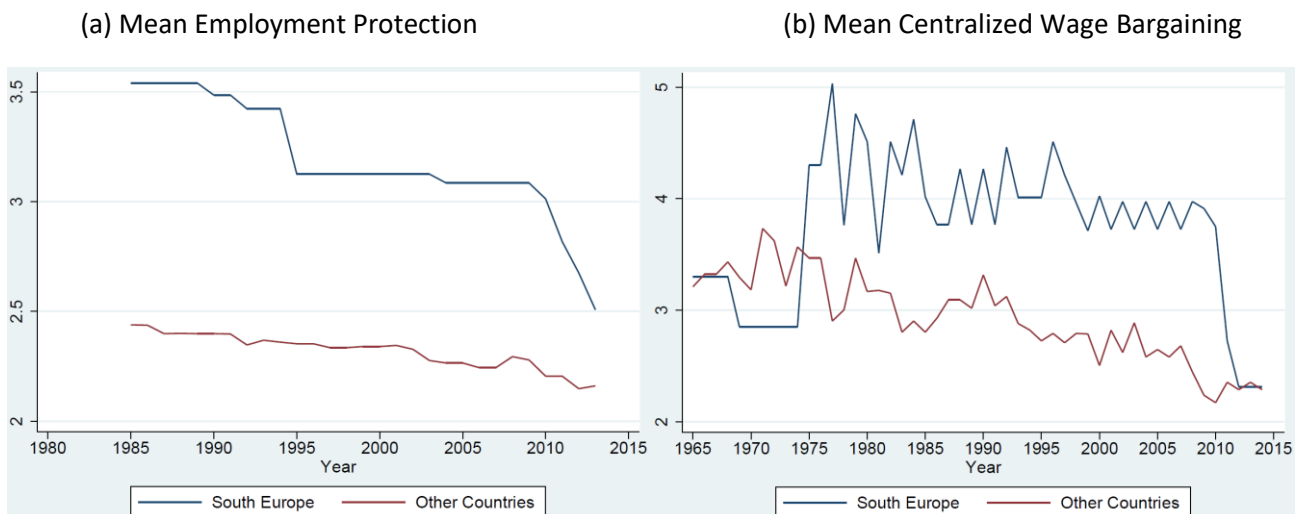 (a) Mean Employment Protection
(b) Mean Centralized Wage Bargaining
3.5
3
2.5
2
1980 1985 1990 1995 2000 2005 2010 2015
Year
South Europe Other Countries
5
4
3
2
1965 1970 1975 1980 1985 1990 1995 2000 2005 2010 2015
Year
South Europe Other Countries